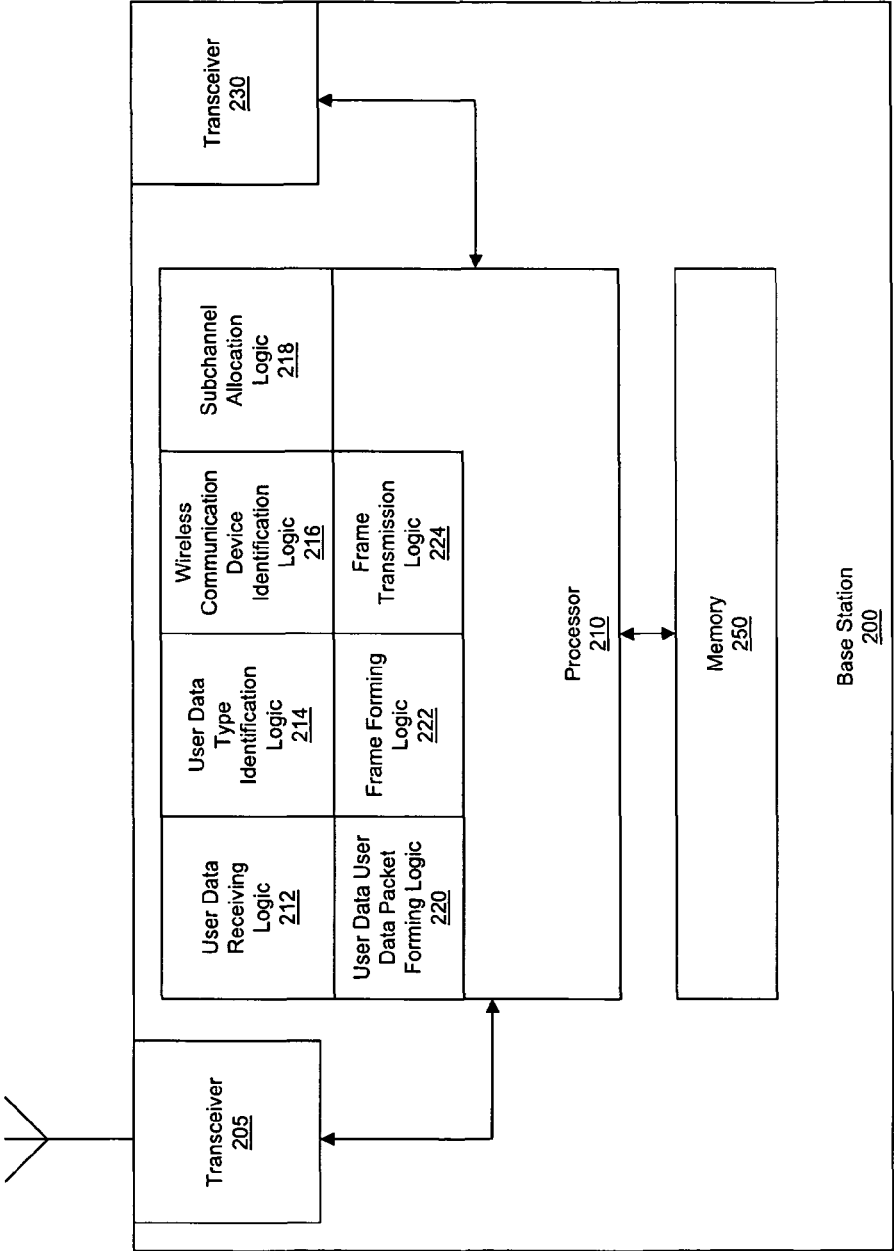 Transceiver
205
User Data
Receiving
Logic
212
User Data
Type
Identification
Logic
214
Wireless
Communication
Device
Identification
Logic
216
Subchannel
Allocation
Logic
218
User Data User
Data Packet
Forming Logic
220
Frame Forming
Logic
222
Frame
Transmission
Logic
224
Processor
210
Transceiver
230
Memory
250
Base Station
200